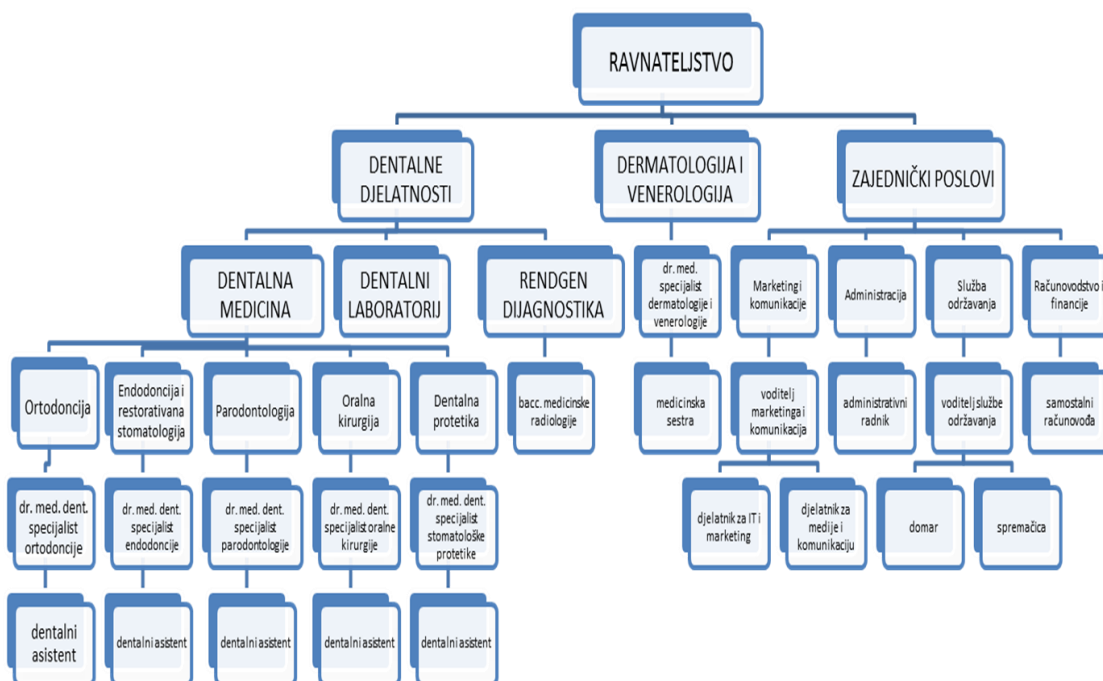 RAVNATELJSTVO
DENTALNE
DJELATNOSTI
DERMATOLOGIJA I
VENEROLOGIJA
ZAJEDNIČKI POSLOVI
DENTALNA
MEDICINA
DENTALNI
LABORATORIJ
RENDGEN
DIJAGNOSTIKA
dr. med.
specijalist
dermatologije i
venerologije
Marketing i
komunikacije
Administracija
Služba
održavanja
Računovodstvo i
financije
Ortodoncija
Endodoncija i
restorativana
stomatologija
Parodontologija
Oralna
kirurgija
Dentalna
protetika
bacc. medicinske
radiologije
medicinska
sestra
voditelj
marketinga i
komunikacija
administrativni
radnik
voditelj službe
održavanja
samostalni
računovođa
dr. med. dent.
specijalist
ortodoncije
dr. med. dent.
specijalist
endodoncije
dr. med. dent.
specijalist
parodontologije
dr. med. dent.
specijalist oralne
kirurgije
dr. med. dent.
specijalist
stomatološke
protetike
djelatnik za IT i
marketing
djelatnik za
medije i
komunikaciju
domar
spremačica
dentalni
asistent
dentalni asistent
dentalni asistent
dentalni asistent
dentalni asistent